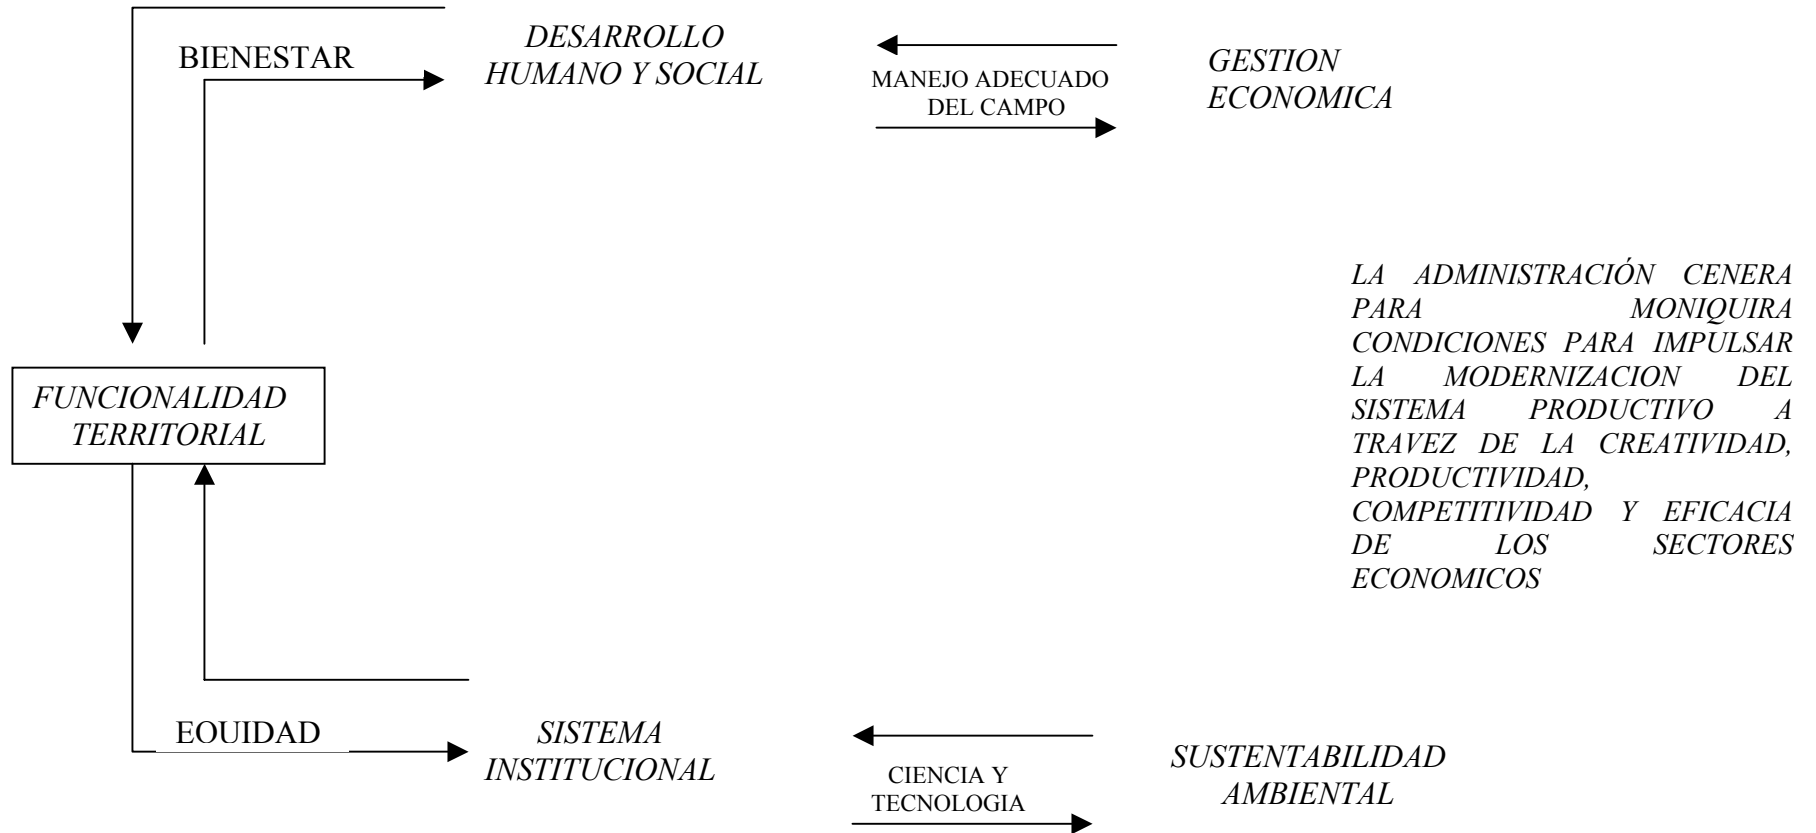 BIENESTAR
DESARROLLO
HUMANO Y SOCIAL
MANEJO ADECUADO
DEL CAMPO
GESTION
ECONOMICA
LA ADMINISTRACIÓN CENERA
PARA MONIQUIRA
CONDICIONES PARA IMPULSAR
LA MODERNIZACION DEL
SISTEMA PRODUCTIVO A
TRAVEZ DE LA CREATIVIDAD,
PRODUCTIVIDAD,
COMPETITIVIDAD Y EFICACIA
DE LOS SECTORES
ECONOMICOS
FUNCIONALIDAD
TERRITORIAL
EQUIDAD
SISTEMA
INSTITUCIONAL
CIENCIA Y
TECNOLOGIA
SUSTENTABILIDAD
AMBIENTAL